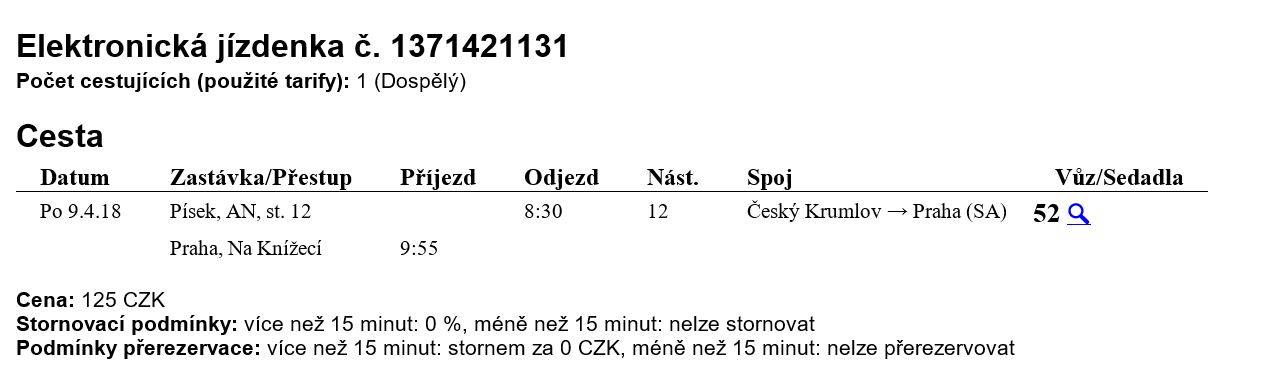 Elektronická jízdenka č. 1371421131
Počet cestujících (použité tarify): 1 (Dospělý)
Cesta
Datum Zastávka/Přestup Příjezd Odjezd Nást. Spoj Vůz/Sedadla
Po 9.4.18 Písek, AN, st. 12 8:30 12 Český Krumlov → Praha (SA) 52
Praha, Na Knížecí 9:55
Cena: 125 CZK
Stornovací podmínky: více než 15 minut: 0 %, méně než 15 minut: nelze stornovat
Podmínky přerezervace: více než 15 minut: stornem za 0 CZK, méně než 15 minut: nelze přerezervovat